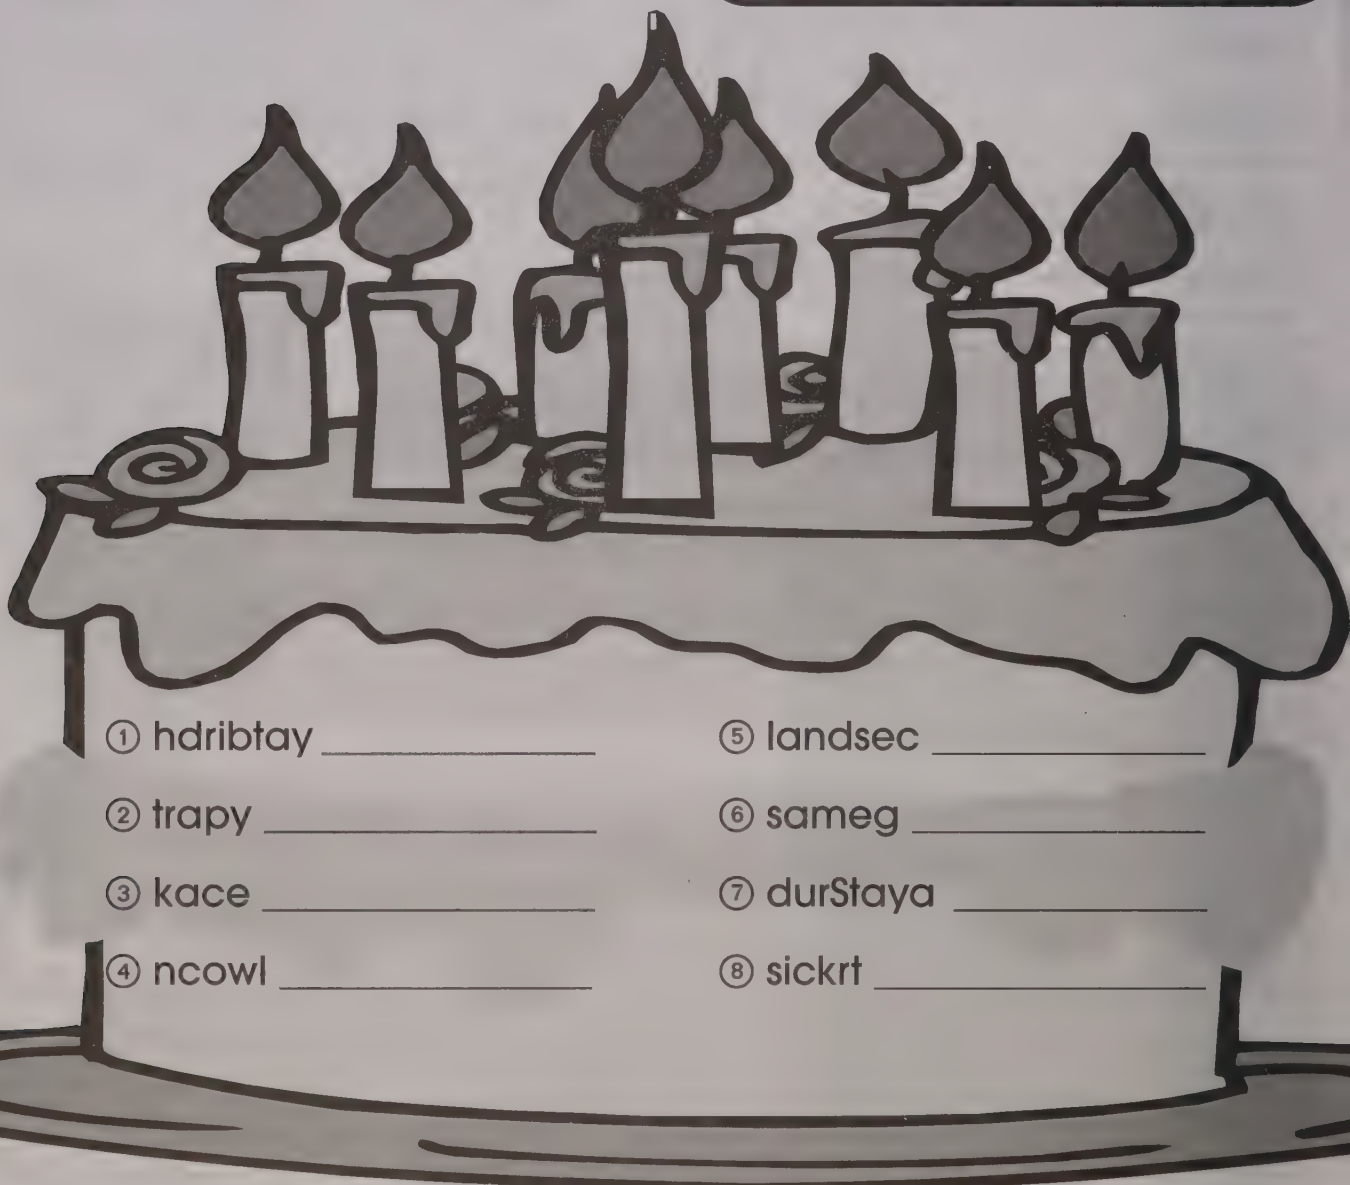 ① hdribtay
② trapy
③ kace
④ ncowl
⑤ landsec
⑥ sameg
⑦ durStaya
⑧ sickrt